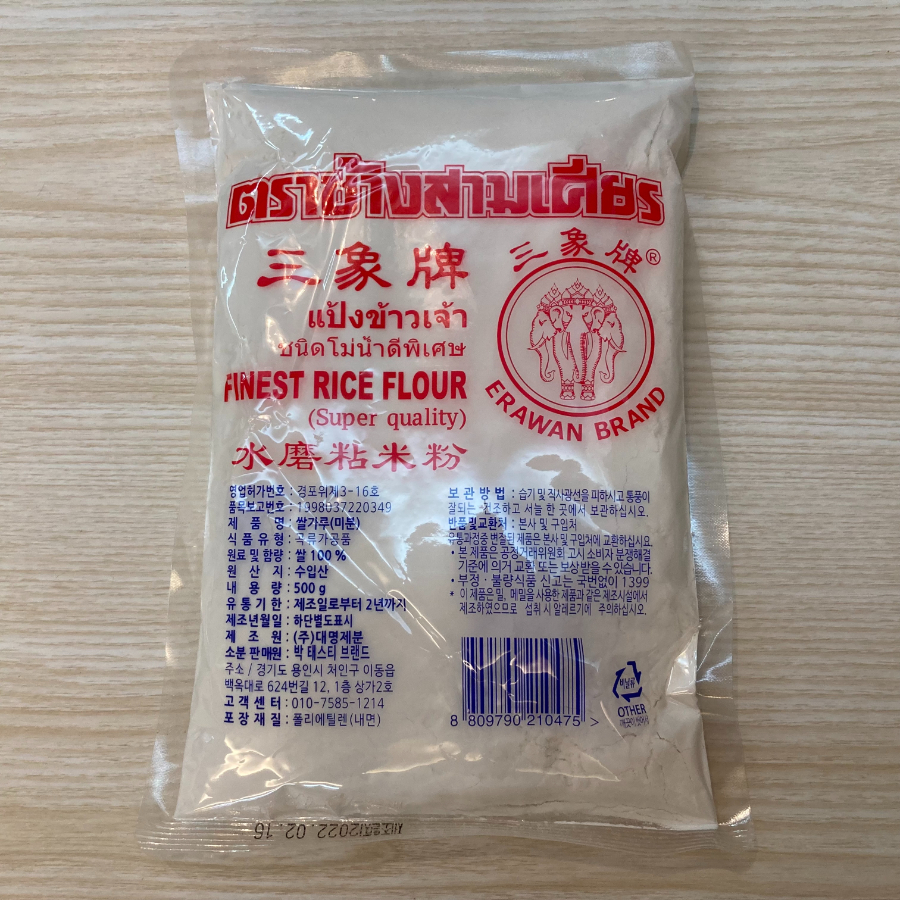 ตราช้างสามเศียร
三象牌
แป้งข้าวเจ้า
ชนิดโม่น้ำดีพิเศษ
FINEST RICE FLOUR
(Super quality)
水磨粘米粉
三象牌®
ERAWAN BRAND
영업허가번호 : 경포위제3-16호
품목보고번호 : 1998037220349
제품명 : 쌀가루(미분)
식품유형 : 곡류가공품
원료 및 함량 : 쌀 100 %
원산지 : 수입산
내용량 : 500 g
유통기한 : 제조일로부터 2년까지
제조년월일 : 하단별도표시
제조원 : (주)대명제분
소분 판매원 : 박 태스티 브랜드
주소 / 경기도 용인시 처인구 이동읍
백옥대로 624번길 12, 1층 상가2호
고객센터 : 010-7585-1214
포장재질 : 폴리에틸렌(내면)
보관방법 : 습기 및 직사광선을 피하시고 통풍이
잘되는 건조하고 서늘 한 곳에서 보관하십시오.
반품및교환처 : 본사 및 구입처
유통과정중 변질된 제품은 본사 및 구입처에 교환하십시요.
• 본 제품은 공정거래위원회 고시 소비자 분쟁해결
기준에 의거 교환 또는 보상 받을 수 있습니다.
• 부정 · 불량식품 신고는 국번없이 1399
* 이 제품은 밀, 메밀을 사용한 제품과 같은 제조시설에서
제조하였으므로 섭취 시 알레르기에 주의하십시오.
8 809790 210475 >
비닐류
OTHER
제조일자2022.02.16